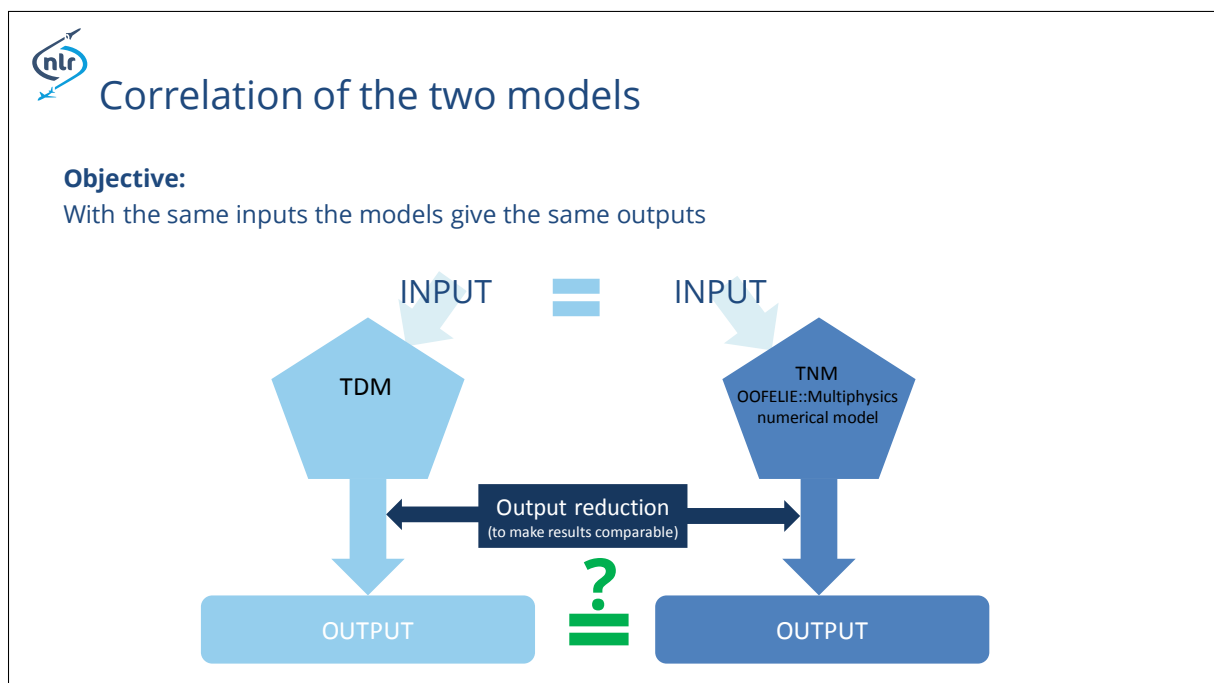 nlr
Correlation of the two models
Objective:
With the same inputs the models give the same outputs
INPUT = INPUT
TDM
TNM
OOFELIE::Multiphysics
numerical model
Output reduction
(to make results comparable)
?
=
OUTPUT
OUTPUT